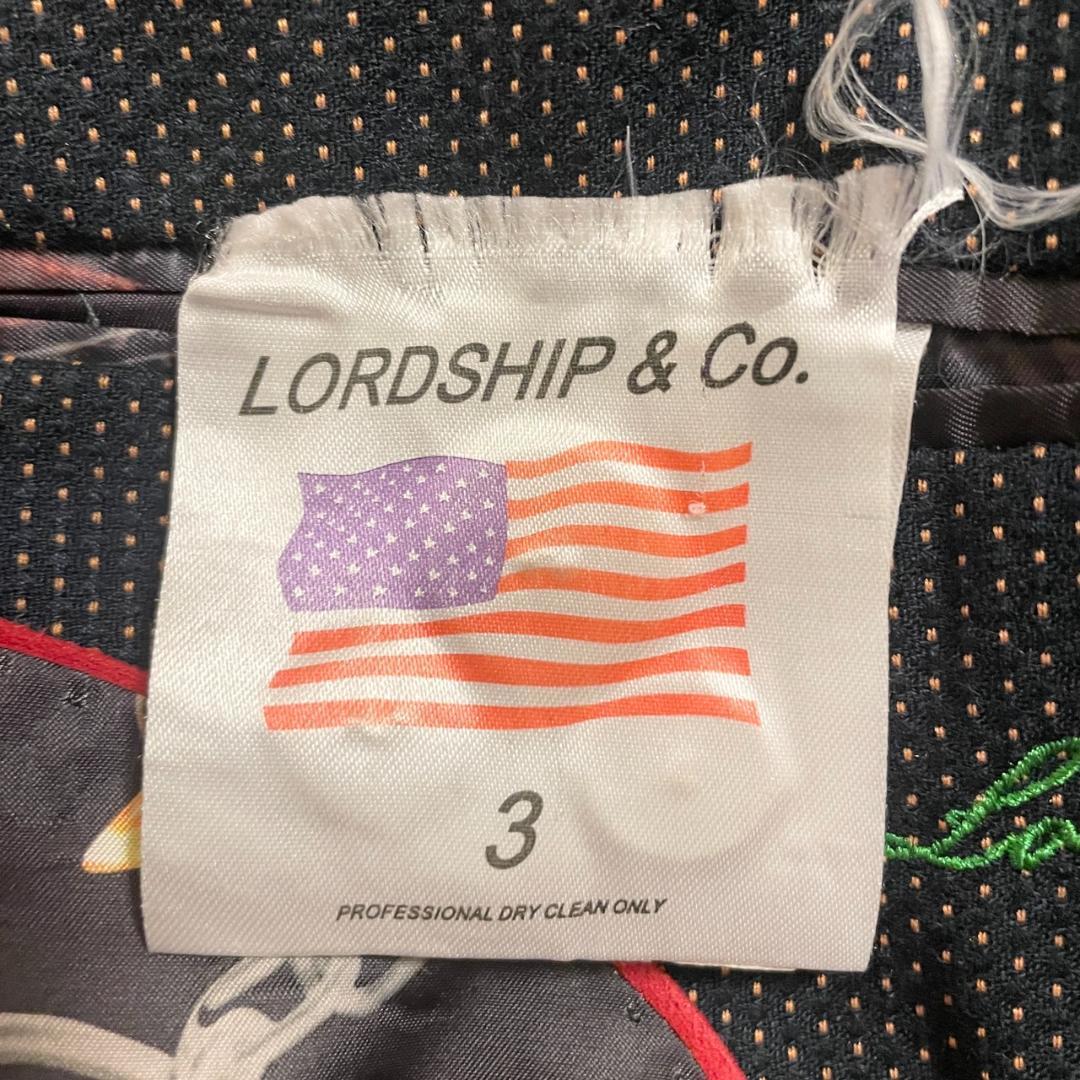 LORDSHIP & Co.
3
PROFESSIONAL DRY CLEAN ONLY